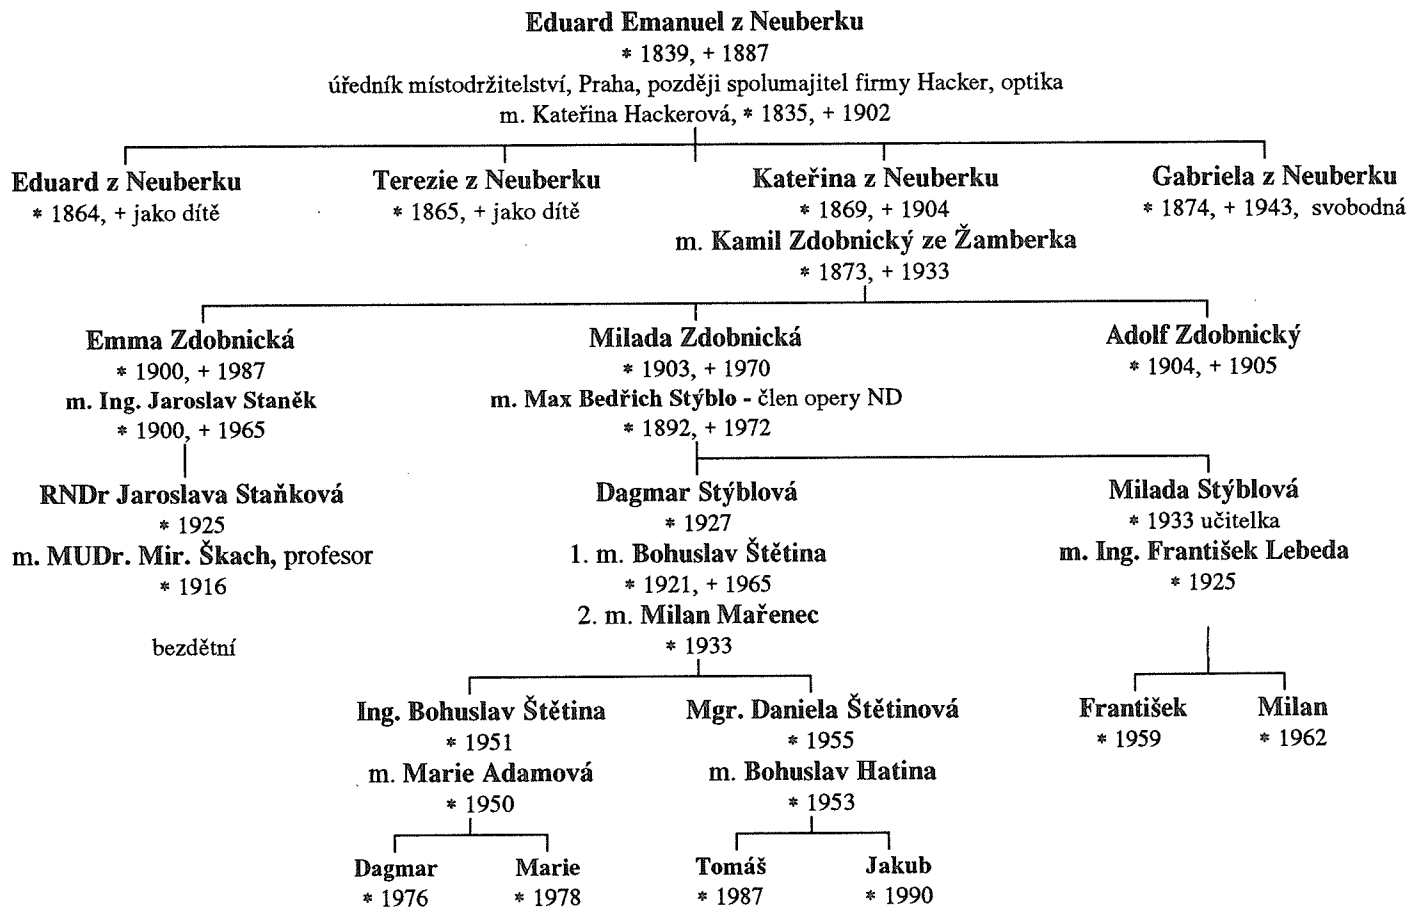 Eduard Emanuel z Neuberku
* 1839, + 1887
úředník místodržitelství, Praha, později spolumajitel firmy Hacker, optika
m. Kateřina Hackerová, * 1835, + 1902
Eduard z Neuberku
* 1864, + jako dítě
Terezie z Neuberku
* 1865, + jako dítě
Kateřina z Neuberku
* 1869, + 1904
m. Kamil Zdobnický ze Žamberka
* 1873, + 1933
Gabriela z Neuberku
* 1874, + 1943, svobodná
Emma Zdobnická
* 1900, + 1987
m. Ing. Jaroslav Staněk
* 1900, + 1965
Milada Zdobnická
* 1903, + 1970
m. Max Bedřich Stýblo - člen opery ND
* 1892, + 1972
Adolf Zdobnický
* 1904, + 1905
RNDr Jaroslava Staňková
* 1925
m. MUDr. Mir. Škach, profesor
* 1916
bezdětní
Dagmar Stýblová
* 1927
1. m. Bohuslav Štětina
* 1921, + 1965
2. m. Milan Mařenec
* 1933
Milada Stýblová
* 1933 učitelka
m. Ing. František Lebeda
* 1925
Ing. Bohuslav Štětina
* 1951
m. Marie Adamová
* 1950
Mgr. Daniela Štětinová
* 1955
m. Bohuslav Hatina
* 1953
František
* 1959
Milan
* 1962
Dagmar
* 1976
Marie
* 1978
Tomáš
* 1987
Jakub
* 1990